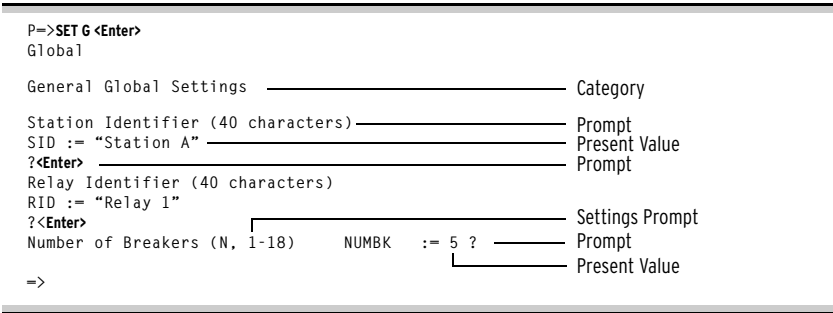 P=>SET G <Enter>
Global
General Global Settings Category
Station Identifier (40 characters) Prompt
SID := “Station A” Present Value
?<Enter> Prompt
Relay Identifier (40 characters)
RID := “Relay 1”
?<Enter> Settings Prompt
Number of Breakers (N, 1-18) NUMBK := 5 ? Prompt
Present Value
=>